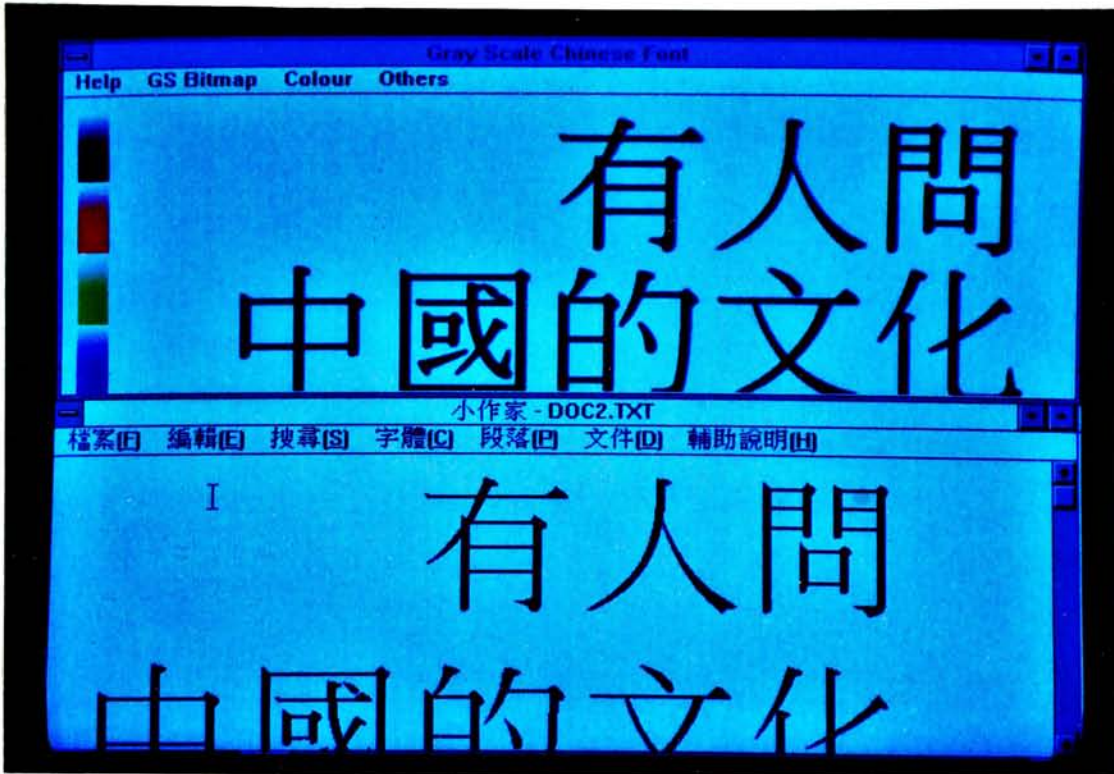 Gray Scale Chinese Font
Help GS Bitmap Colour Others
有人問
中國的文化
小作家 - DOC2.TXT
檔案(F) 編輯(E) 搜尋(S) 字體(C) 段落(P) 文件(D) 輔助說明(H)
有人問
中國的文化